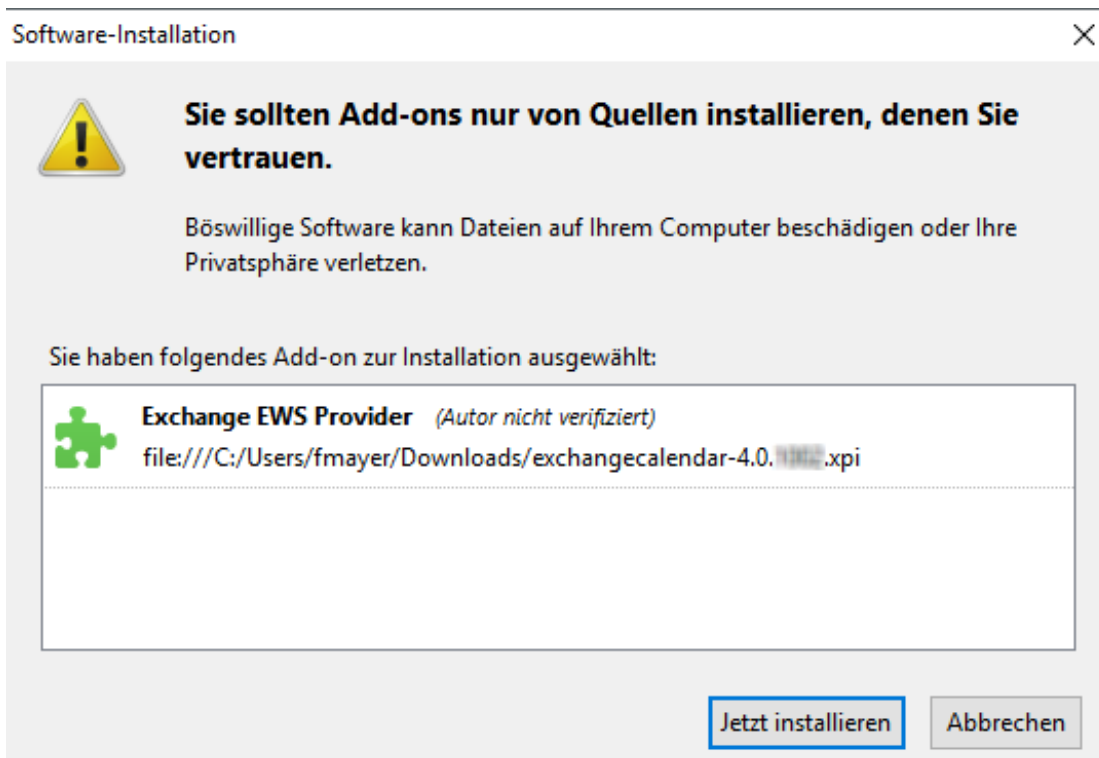 Software-Installation
Sie sollten Add-ons nur von Quellen installieren, denen Sie
vertrauen.
Böswillige Software kann Dateien auf Ihrem Computer beschädigen oder Ihre
Privatsphäre verletzen.
Sie haben folgendes Add-on zur Installation ausgewählt:
Exchange EWS Provider (Autor nicht verifiziert)
file:///C:/Users/fmayer/Downloads/exchangecalendar-4.0. .xpi
Jetzt installieren Abbrechen